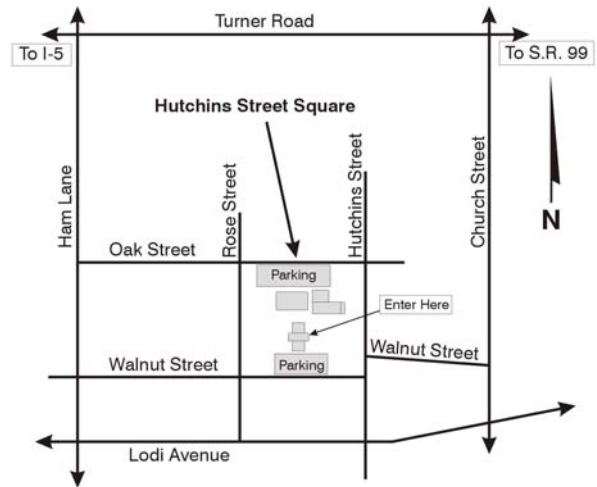 Turner Road
To I-5
To S.R. 99
Hutchins Street Square
Ham Lane
Rose Street
Hutchins Street
Church Street
N
Oak Street
Parking
Enter Here
Walnut Street
Walnut Street
Parking
Lodi Avenue